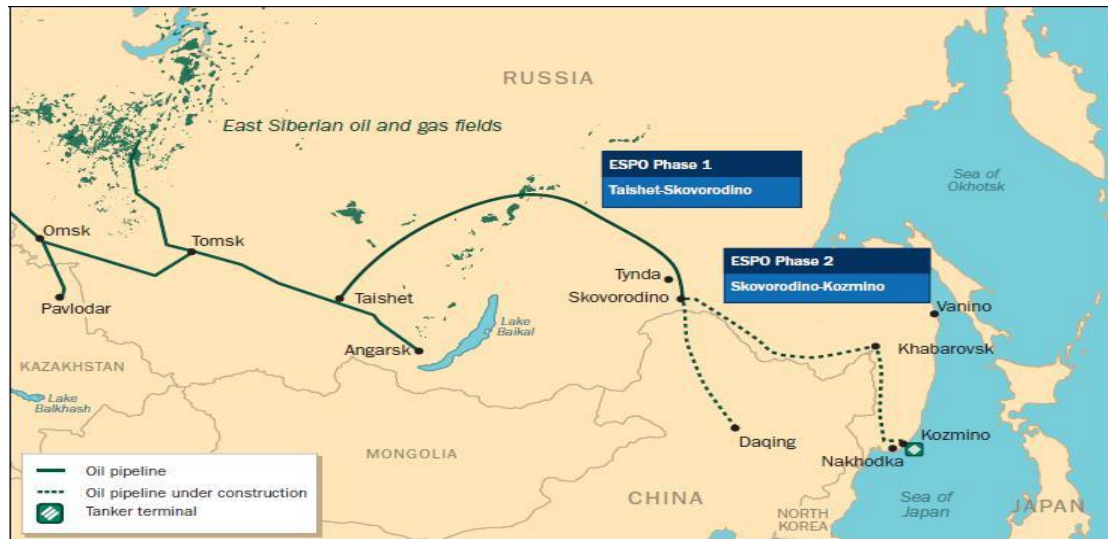 RUSSIA
East Siberian oil and gas fields
ESPO Phase 1
Taishet-Skovorodino
Sea of
Okhotsk
Omsk
Tomsk
ESPO Phase 2
Skovorodino-Kozmino
Tynda
Skovorodino
Pavlodar
Taishet
Vanino
Lake
Baikal
Angarsk
Khabarovsk
KAZAKHSTAN
Lake
Balkhash
Daqing
Kozmino
Nakhodka
MONGOLIA
Oil pipeline
Oil pipeline under construction
Tanker terminal
CHINA
NORTH
KOREA
Sea of
Japan
JAPAN